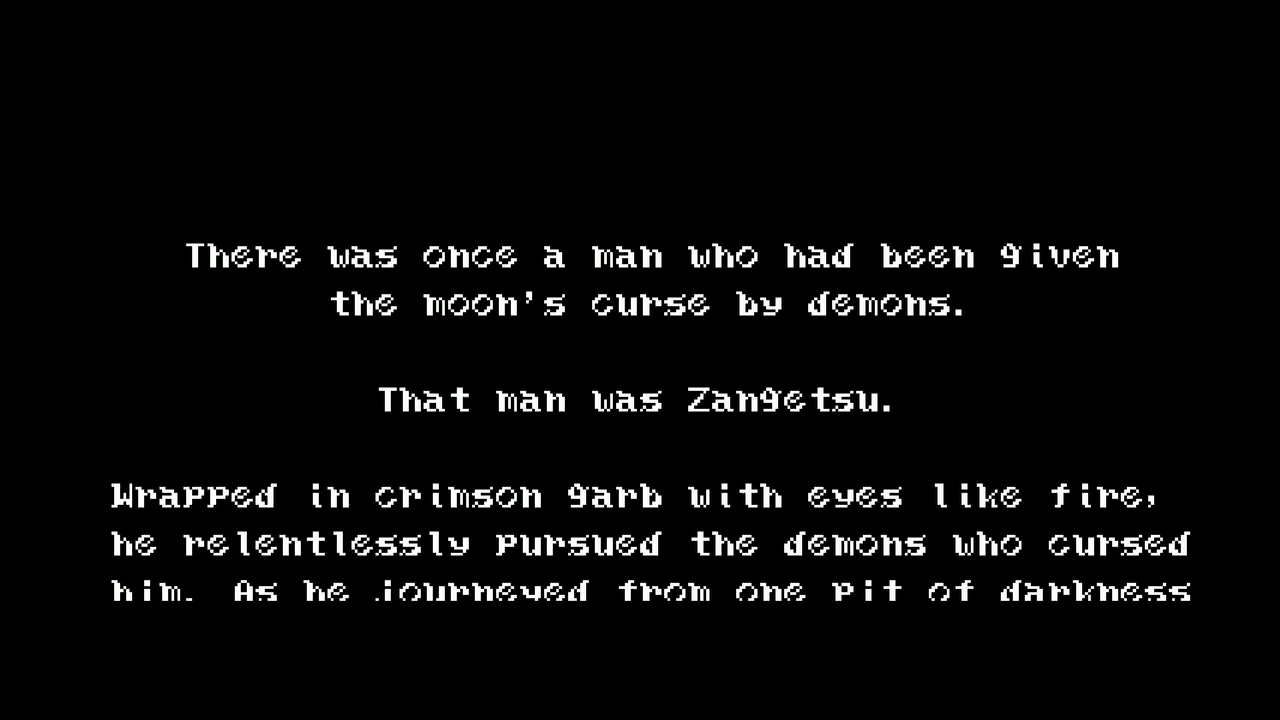 There was once a man who had been given
the moon's curse by demons.
That man was Zangetsu.
Wrapped in crimson garb with eyes like fire,
he relentlessly pursued the demons who cursed
him. As he journeyed from one pit of darkness